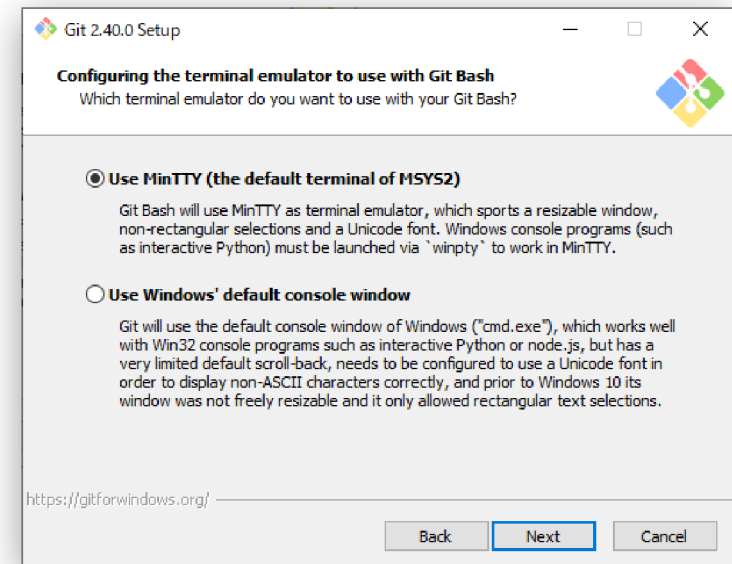 Git 2.40.0 Setup
Configuring the terminal emulator to use with Git Bash
Which terminal emulator do you want to use with your Git Bash?
Use MinTTY (the default terminal of MSYS2)
Git Bash will use MinTTY as terminal emulator, which sports a resizable window,
non-rectangular selections and a Unicode font. Windows console programs (such
as interactive Python) must be launched via `winpty` to work in MinTTY.
Use Windows' default console window
Git will use the default console window of Windows ("cmd.exe"), which works well
with Win32 console programs such as interactive Python or node.js, but has a
very limited default scroll-back, needs to be configured to use a Unicode font in
order to display non-ASCII characters correctly, and prior to Windows 10 its
window was not freely resizable and it only allowed rectangular text selections.
https://gitforwindows.org/
Back Next Cancel